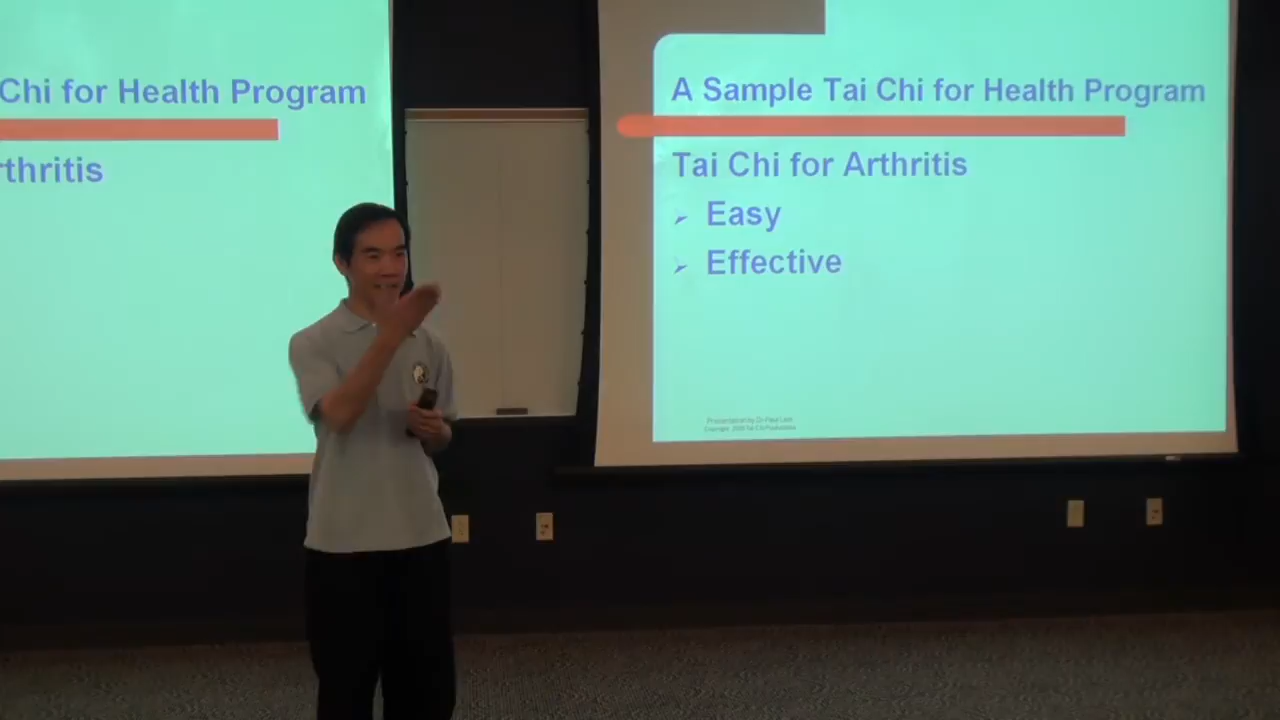 Chi for Health Program
rthritis
A Sample Tai Chi for Health Program
Tai Chi for Arthritis
Easy
Effective